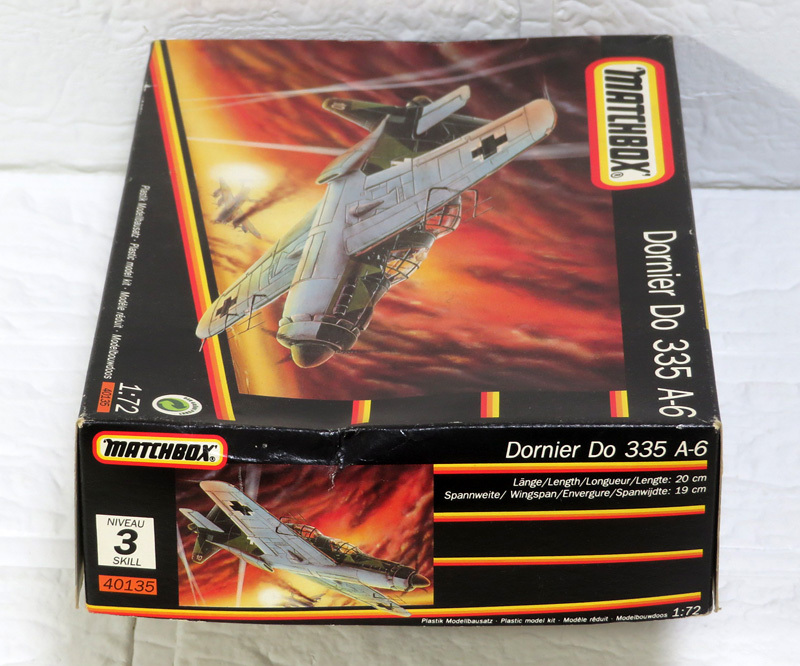 MATCHBOX®
Dornier Do 335 A-6
Plastik Modellbausatz · Plastic model kit · Modèle réduit · Modelbouwdoos
1:72
40135
MATCHBOX®
Dornier Do 335 A-6
Länge/Length/Longueur/Lengte: 20 cm
Spannweite/ Wingspan/Envergure/Spanwijdte: 19 cm
NIVEAU
3
SKILL
40135
Plastik Modellbausatz · Plastic model kit · Modèle réduit · Modelbouwdoos 1:72